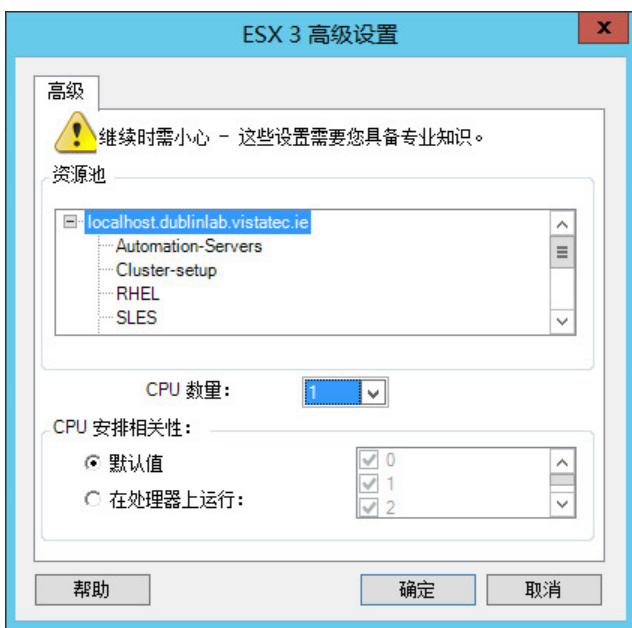 ESX 3 高级设置
x
高级
继续时需小心 - 这些设置需要您具备专业知识。
资源池
localhost.dublinlab.vistatec.ie
Automation-Servers
Cluster-setup
RHEL
SLES
CPU 数量：
1
CPU 安排相关性：
默认值
0
1
在处理器上运行：
2
帮助
确定
取消